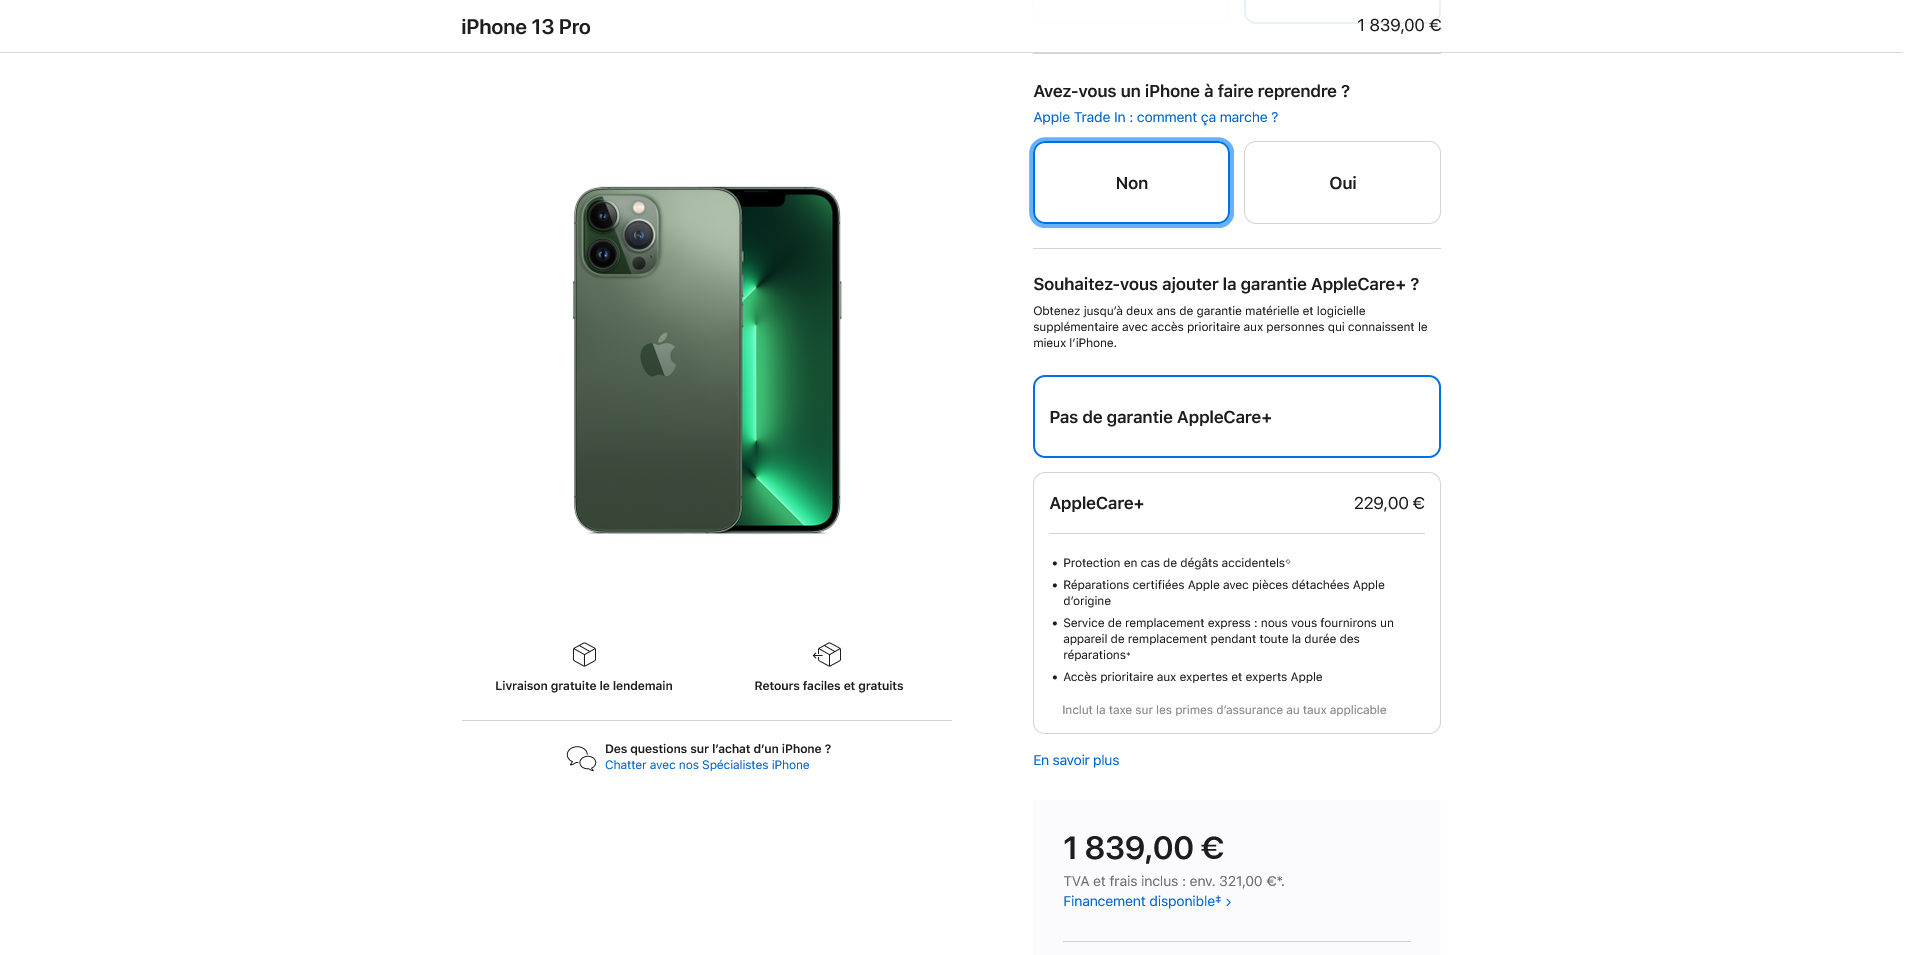 iPhone 13 Pro
1 839,00 €
Avez-vous un iPhone à faire reprendre ?
Apple Trade In : comment ça marche ?
Non
Oui
Souhaitez-vous ajouter la garantie AppleCare+ ?
Obtenez jusqu’à deux ans de garantie matérielle et logicielle
supplémentaire avec accès prioritaire aux personnes qui connaissent le
mieux l’iPhone.
Pas de garantie AppleCare+
AppleCare+
229,00 €
• Protection en cas de dégâts accidentels◊
• Réparations certifiées Apple avec pièces détachées Apple
d’origine
• Service de remplacement express : nous vous fournirons un
appareil de remplacement pendant toute la durée des
réparations+
• Accès prioritaire aux expertes et experts Apple
Inclut la taxe sur les primes d’assurance au taux applicable
En savoir plus
Livraison gratuite le lendemain
Retours faciles et gratuits
Des questions sur l’achat d’un iPhone ?
Chatter avec nos Spécialistes iPhone
1 839,00 €
TVA et frais inclus : env. 321,00 €*.
Financement disponible‡ >